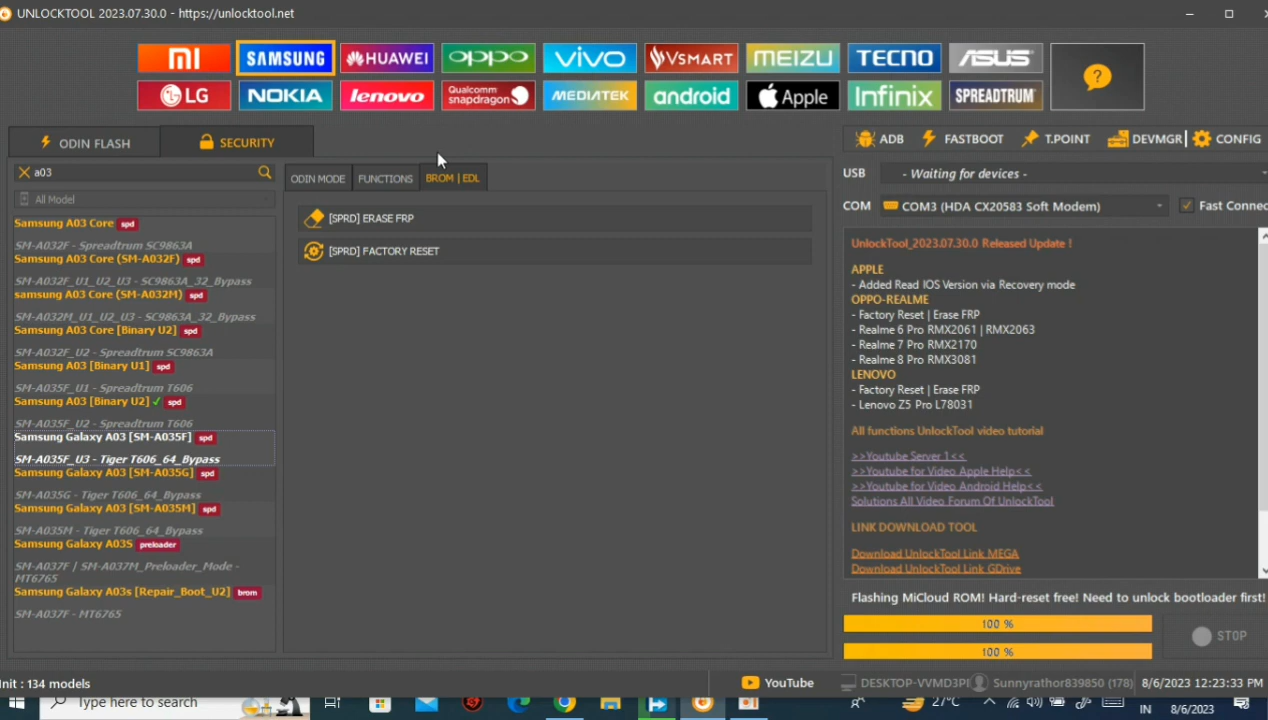 UNLOCKTOOL 2023.07.30.0 - https://unlocktool.net
mi SAMSUNG HUAWEI oppo vivo VSMART MEIZU TECNO ASUS ?
LG NOKIA lenovo Qualcomm snapdragon MEDIATEK android Apple Infinix SPREADTRUM
ODIN FLASH SECURITY
ADB FASTBOOT T.POINT DEVMGR CONFIG
a03
All Model
ODIN MODE FUNCTIONS BROM | EDL
[SPRD] ERASE FRP
[SPRD] FACTORY RESET
Samsung A03 Core spd
SM-A032F - Spreadtrum SC9863A
Samsung A03 Core (SM-A032F) spd
SM-A032F_U1_U2_U3 - SC9863A_32_Bypass
samsung A03 Core (SM-A032M) spd
SM-A032M_U1_U2_U3 - SC9863A_32_Bypass
Samsung A03 Core [Binary U2] spd
SM-A032F_U2 - Spreadtrum SC9863A
Samsung A03 [Binary U1] spd
SM-A035F_U1 - Spreadtrum T606
Samsung A03 [Binary U2] ✓ spd
SM-A035F_U2 - Spreadtrum T606
Samsung Galaxy A03 [SM-A035F] spd
SM-A035F_U3 - Tiger T606_64_Bypass
Samsung Galaxy A03 [SM-A035G] spd
SM-A035G - Tiger T606_64_Bypass
Samsung Galaxy A03 [SM-A035M] spd
SM-A035M - Tiger T606_64_Bypass
Samsung Galaxy A03S preloader
SM-A037F | SM-A037M_Preloader_Mode -
MT6765
Samsung Galaxy A03s [Repair_Boot_U2] brom
SM-A037F - MT6765
USB - Waiting for devices -
COM COM3 (HDA CX20583 Soft Modem) Fast Connec
UnlockTool_2023.07.30.0 Released Update !
APPLE
- Added Read IOS Version via Recovery mode
OPPO-REALME
- Factory Reset | Erase FRP
- Realme 6 Pro RMX2061 | RMX2063
- Realme 7 Pro RMX2170
- Realme 8 Pro RMX3081
LENOVO
- Factory Reset | Erase FRP
- Lenovo Z5 Pro L78031
All functions UnlockTool video tutorial
>>Youtube Server 1<<
>>Youtube for Video Apple Help<<
>>Youtube for Video Android Help<<
Solutions All Video Forum Of UnlockTool
LINK DOWNLOAD TOOL
Download UnlockTool Link MEGA
Download UnlockTool Link GDrive
Flashing MiCloud ROM! Hard-reset free! Need to unlock bootloader first!
100 %
STOP
100 %
Init : 134 models
YouTube DESKTOP-VVMD3PI Sunnyrathor839850 (178) 8/6/2023 12:23:33 PM
Type here to search
27°C
IN
8/6/2023